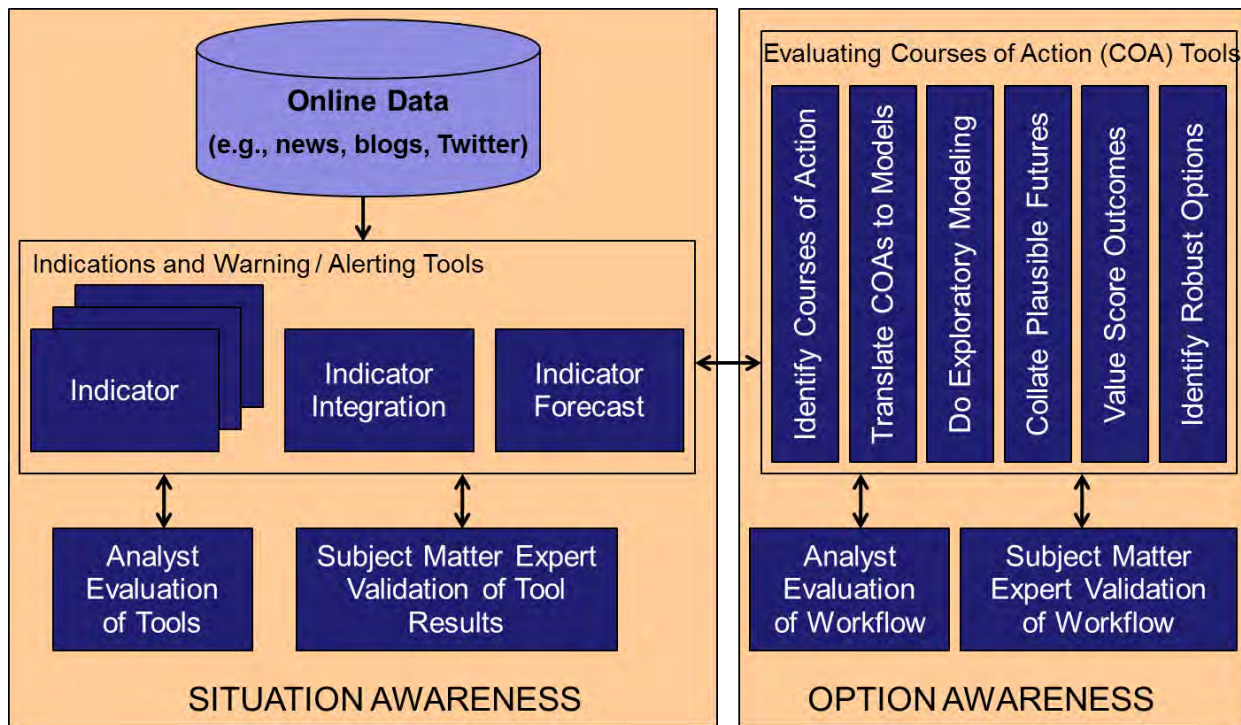 Online Data
(e.g., news, blogs, Twitter)
Indications and Warning / Alerting Tools
Indicator
Indicator
Integration
Indicator
Forecast
Analyst
Evaluation
of Tools
Subject Matter Expert
Validation of Tool
Results
SITUATION AWARENESS
Evaluating Courses of Action (COA) Tools
Identify Courses of Action
Translate COAs to Models
Do Exploratory Modeling
Collate Plausible Futures
Value Score Outcomes
Identify Robust Options
Analyst
Evaluation
of Workflow
Subject Matter
Expert Validation
of Workflow
OPTION AWARENESS